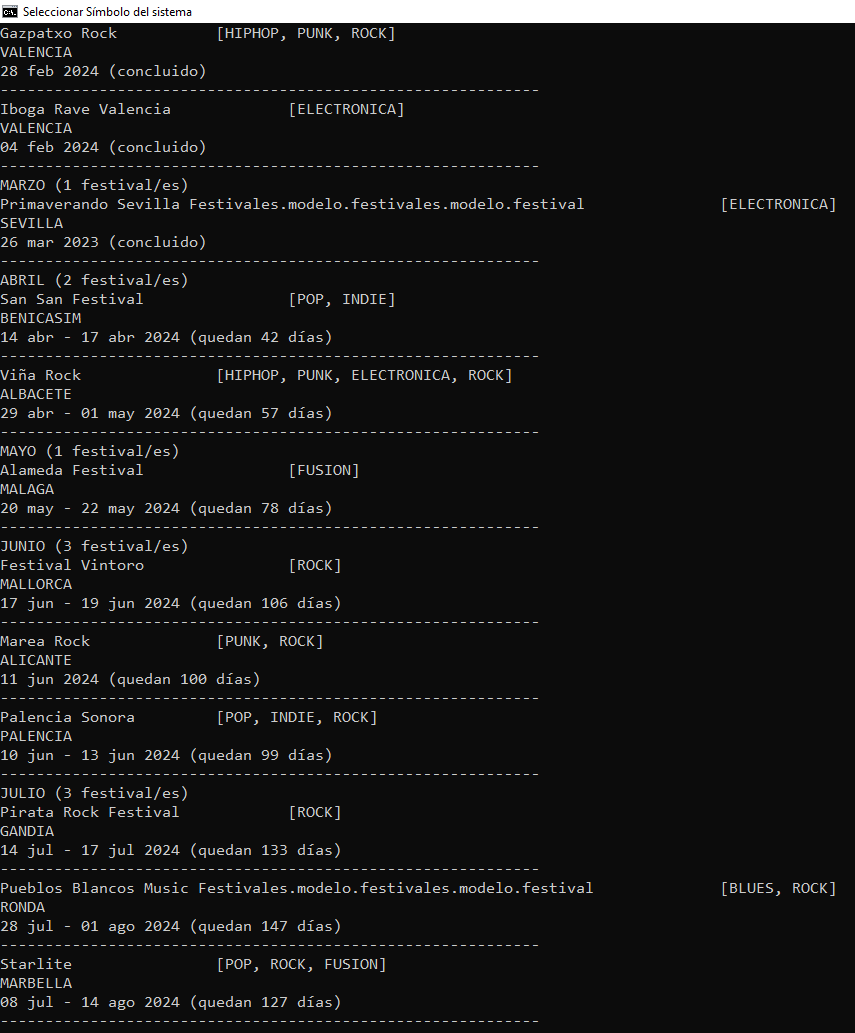 Seleccionar Símbolo del sistema
Gazpatxo Rock [HIPHOP, PUNK, ROCK]
VALENCIA
28 feb 2024 (concluido)
------------------------------------------------------------
Iboga Rave Valencia [ELECTRONICA]
VALENCIA
04 feb 2024 (concluido)
------------------------------------------------------------
MARZO (1 festival/es)
Primaverando Sevilla Festivales.modelo.festivales.modelo.festival [ELECTRONICA]
SEVILLA
26 mar 2023 (concluido)
------------------------------------------------------------
ABRIL (2 festival/es)
San San Festival [POP, INDIE]
BENICASIM
14 abr - 17 abr 2024 (quedan 42 días)
------------------------------------------------------------
Viña Rock [HIPHOP, PUNK, ELECTRONICA, ROCK]
ALBACETE
29 abr - 01 may 2024 (quedan 57 días)
------------------------------------------------------------
MAYO (1 festival/es)
Alameda Festival [FUSION]
MALAGA
20 may - 22 may 2024 (quedan 78 días)
------------------------------------------------------------
JUNIO (3 festival/es)
Festival Vintoro [ROCK]
MALLORCA
17 jun - 19 jun 2024 (quedan 106 días)
------------------------------------------------------------
Marea Rock [PUNK, ROCK]
ALICANTE
11 jun 2024 (quedan 100 días)
------------------------------------------------------------
Palencia Sonora [POP, INDIE, ROCK]
PALENCIA
10 jun - 13 jun 2024 (quedan 99 días)
------------------------------------------------------------
JULIO (3 festival/es)
Pirata Rock Festival [ROCK]
GANDIA
14 jul - 17 jul 2024 (quedan 133 días)
------------------------------------------------------------
Pueblos Blancos Music Festivales.modelo.festivales.modelo.festival [BLUES, ROCK]
RONDA
28 jul - 01 ago 2024 (quedan 147 días)
------------------------------------------------------------
Starlite [POP, ROCK, FUSION]
MARBELLA
08 jul - 14 ago 2024 (quedan 127 días)
------------------------------------------------------------